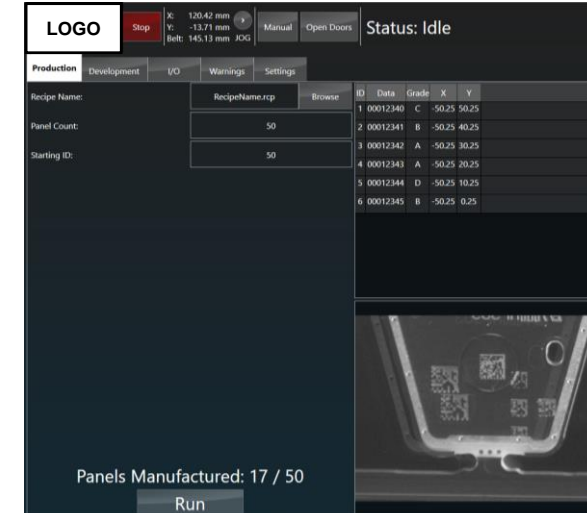 LOGO
Stop
X: 120.42 mm
Y: -13.71 mm
Belt: 145.13 mm JOG
Manual
Open Doors
Status: Idle
Production Development I/O Warnings Settings
Recipe Name: RecipeName.rcp Browse
Panel Count: 50
Starting ID: 50
ID Data Grade X Y
1 00012340 C -50.25 50.25
2 00012341 B -50.25 40.25
3 00012342 A -50.25 30.25
4 00012343 A -50.25 20.25
5 00012344 D -50.25 10.25
6 00012345 B -50.25 0.25
Panels Manufactured: 17 / 50
Run